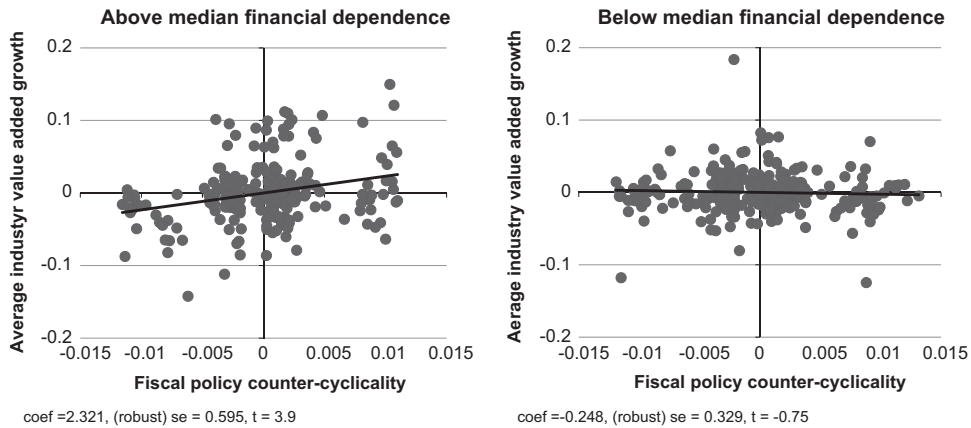 Above median financial dependence
Average industyr value added growth
0.2
0.1
0
-0.1
-0.2
-0.015 -0.01 -0.005 0 0.005 0.01 0.015
Fiscal policy counter-cyclicality
coef =2.321, (robust) se = 0.595, t = 3.9
Below median financial dependence
Aerage industry value added growth
0.2
0.1
0
-0.1
-0.2
-0.015 -0.01 -0.005 0 0.005 0.01 0.015
Fiscal policy counter-cyclicality
coef =-0.248, (robust) se = 0.329, t = -0.75